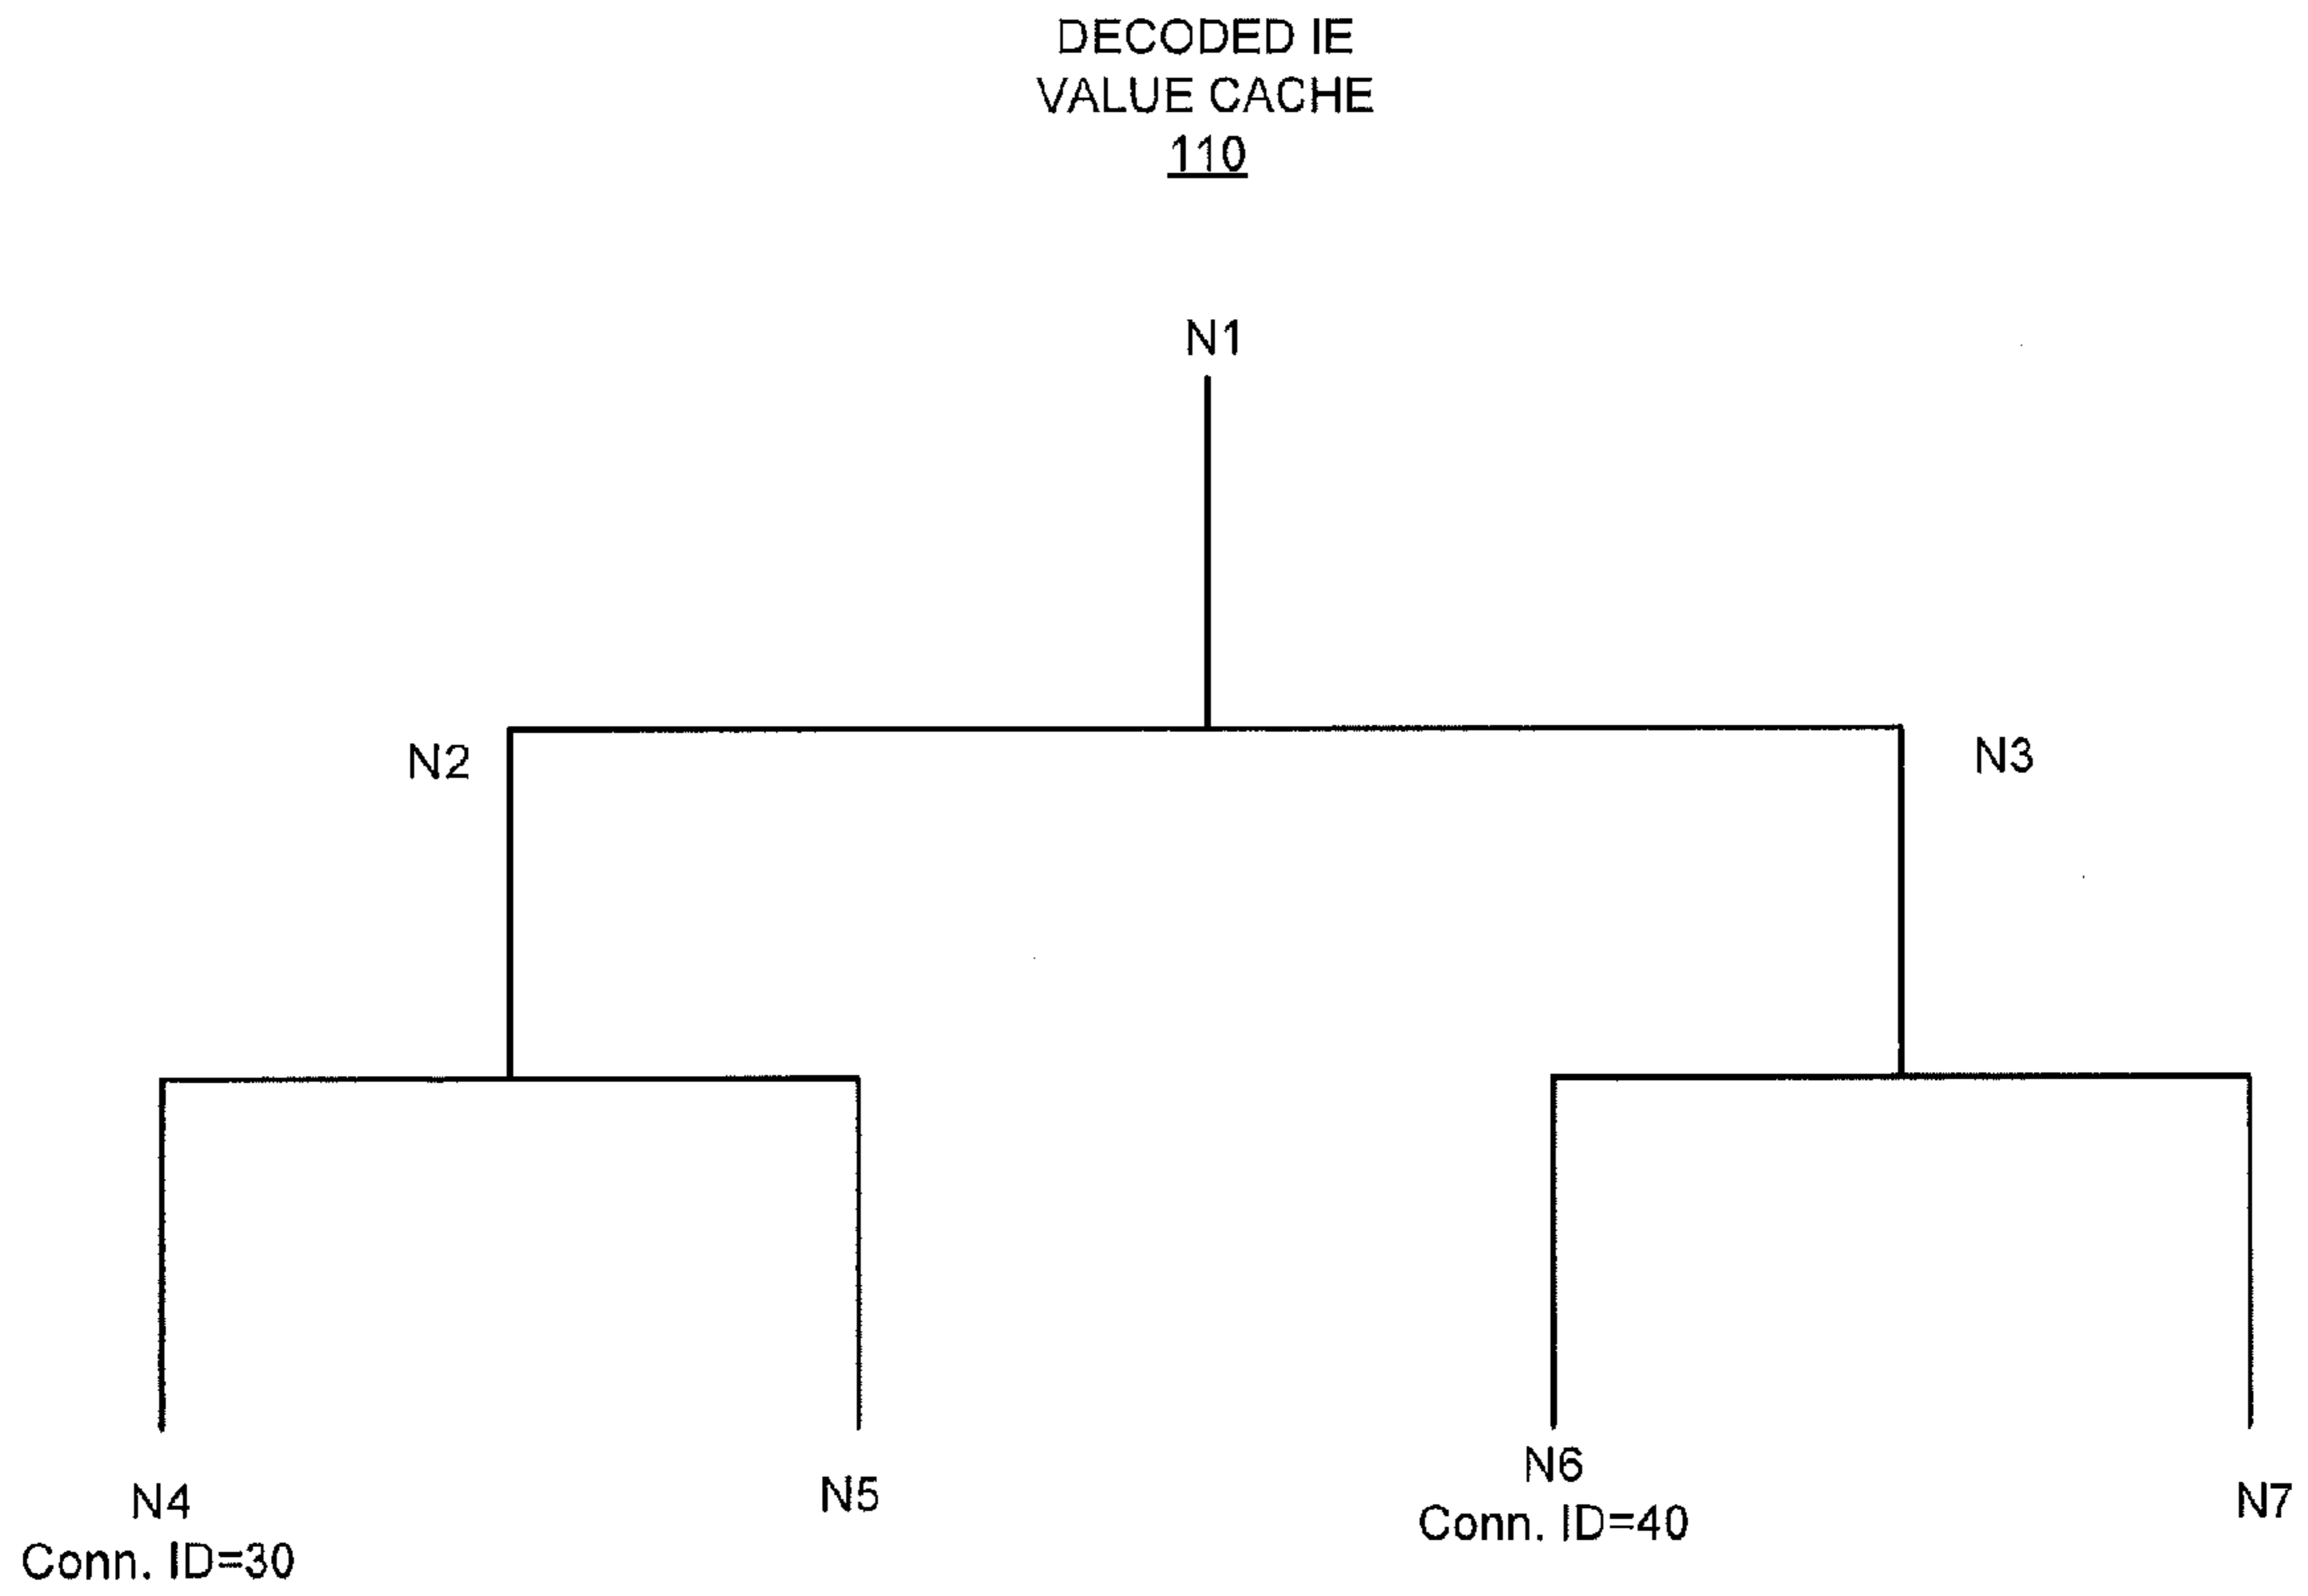 DECODED IE
VALUE CACHE
110
N1
N2
N3
N4
Conn. ID=30
N5
N6
Conn. ID=40
N7